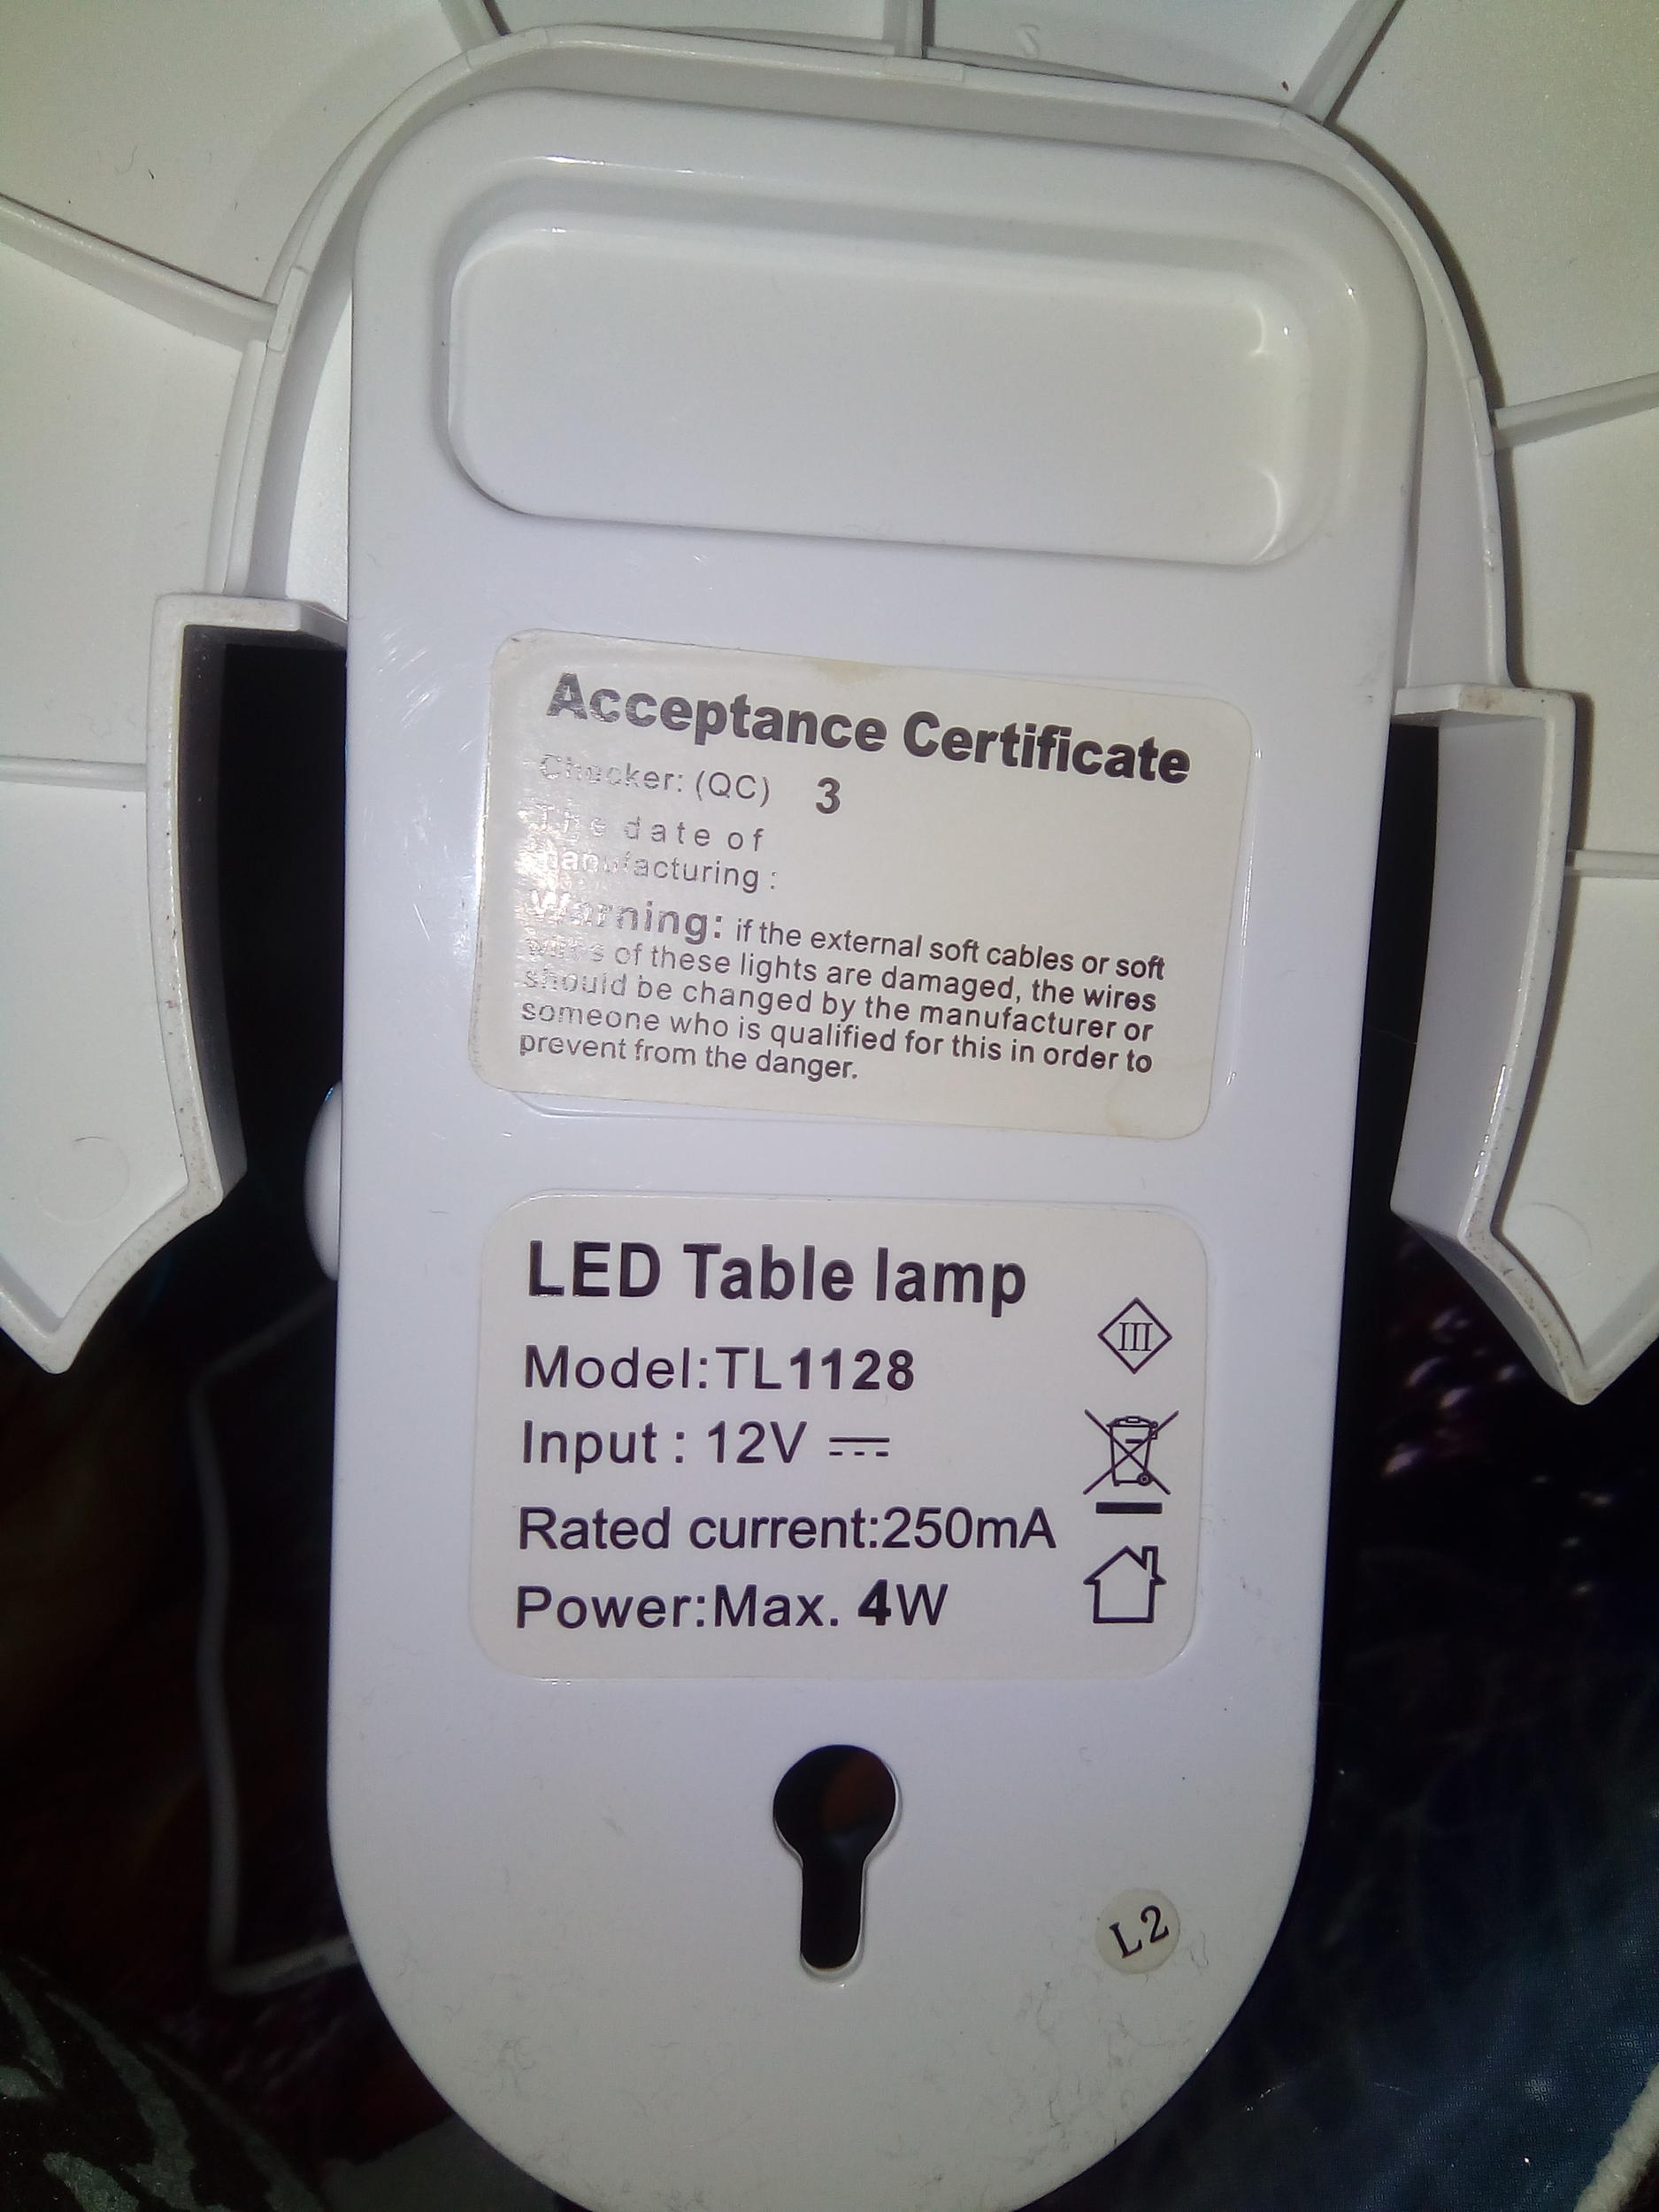 Acceptance Certificate
Checker: (QC) 3
The date of
manufacturing :
Warning: if the external soft cables or soft
wires of these lights are damaged, the wires
should be changed by the manufacturer or
someone who is qualified for this in order to
prevent from the danger.
LED Table lamp
Model:TL1128
III
Input : 12V ⎓
Rated current:250mA
Power:Max. 4W
L2